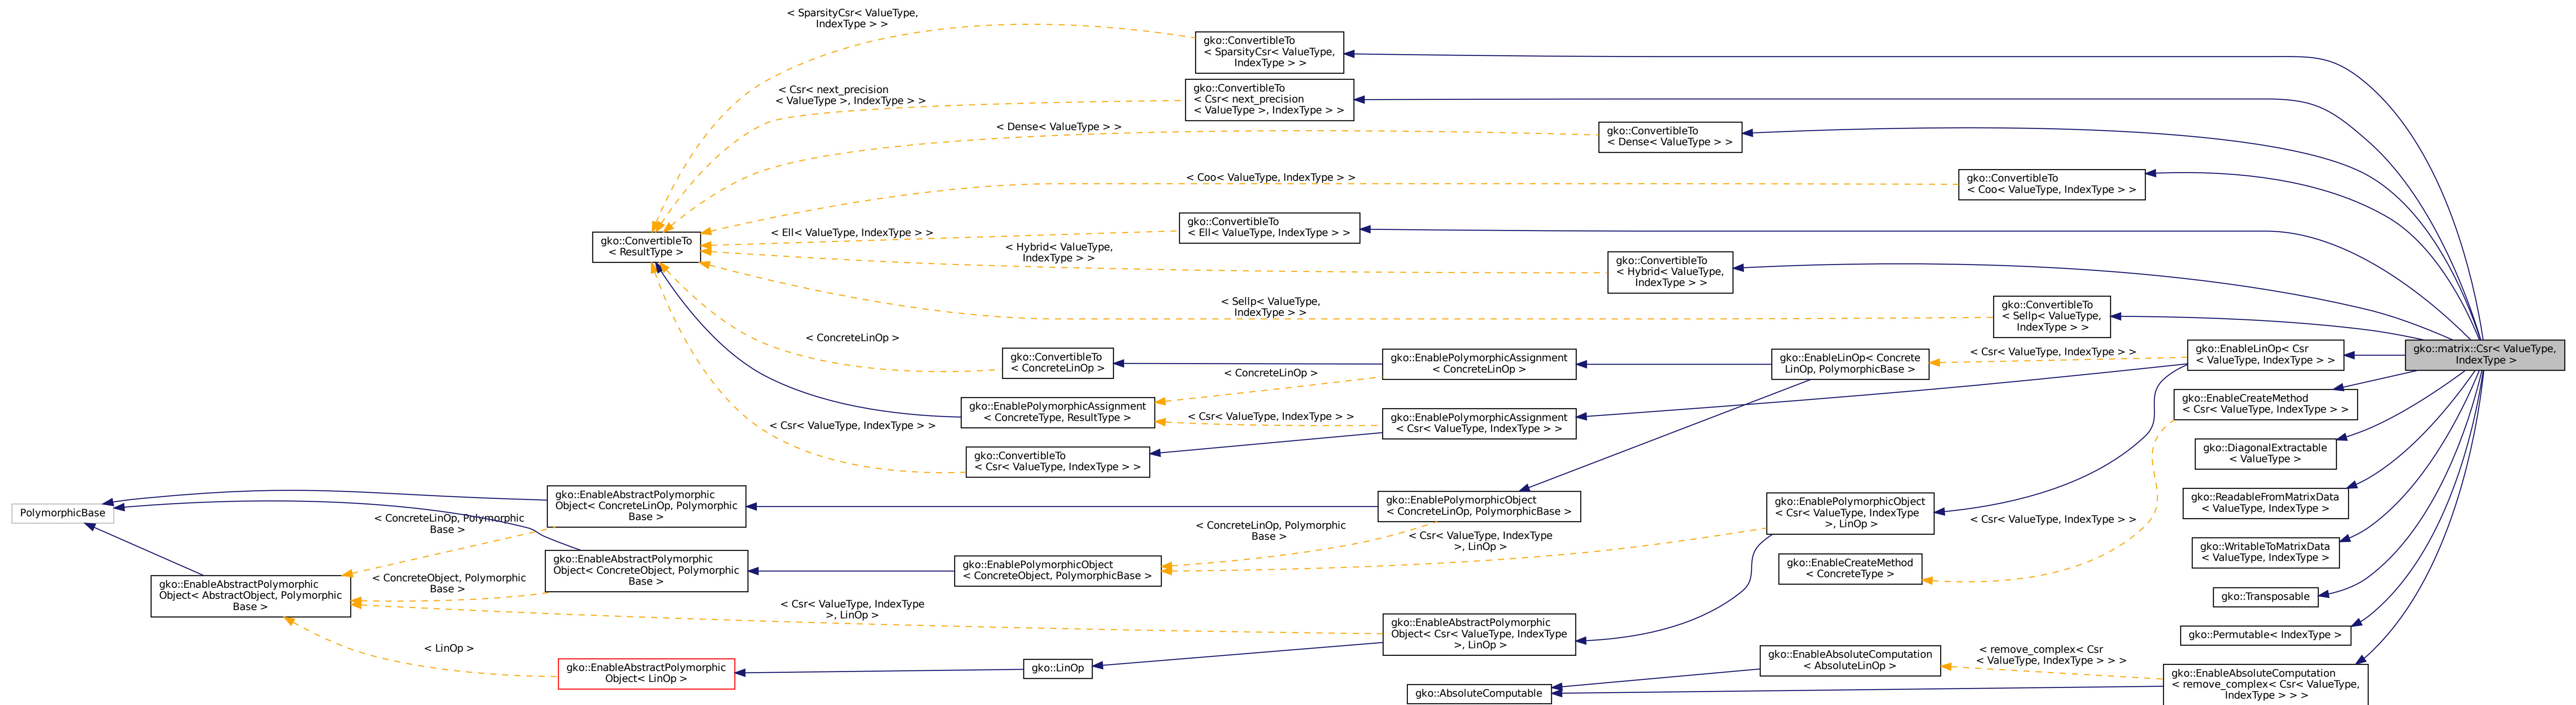 < SparsityCsr< ValueType,
IndexType > >
gko::ConvertibleTo
< SparsityCsr< ValueType,
IndexType > >
< Csr< next_precision
< ValueType >, IndexType > >
gko::ConvertibleTo
< Csr< next_precision
< ValueType >, IndexType > >
< Dense< ValueType > >
gko::ConvertibleTo
< Dense< ValueType > >
< Coo< ValueType, IndexType > >
gko::ConvertibleTo
< Coo< ValueType, IndexType > >
gko::ConvertibleTo
< ResultType >
< Ell< ValueType, IndexType > >
gko::ConvertibleTo
< Ell< ValueType, IndexType > >
< Hybrid< ValueType,
IndexType > >
gko::ConvertibleTo
< Hybrid< ValueType,
IndexType > >
< Sellp< ValueType,
IndexType > >
gko::ConvertibleTo
< Sellp< ValueType,
IndexType > >
< ConcreteLinOp >
gko::ConvertibleTo
< ConcreteLinOp >
gko::EnablePolymorphicAssignment
< ConcreteLinOp >
gko::EnableLinOp< Concrete
LinOp, PolymorphicBase >
< Csr< ValueType, IndexType > >
gko::EnableLinOp< Csr
< ValueType, IndexType > >
gko::matrix::Csr< ValueType,
IndexType >
< ConcreteLinOp >
gko::EnablePolymorphicAssignment
< ConcreteType, ResultType >
< Csr< ValueType, IndexType > >
gko::EnablePolymorphicAssignment
< Csr< ValueType, IndexType > >
gko::EnableCreateMethod
< Csr< ValueType, IndexType > >
< Csr< ValueType, IndexType > >
gko::ConvertibleTo
< Csr< ValueType, IndexType > >
gko::DiagonalExtractable
< ValueType >
PolymorphicBase
gko::EnableAbstractPolymorphic
Object< ConcreteLinOp, Polymorphic
Base >
gko::EnablePolymorphicObject
< ConcreteLinOp, PolymorphicBase >
gko::EnablePolymorphicObject
< Csr< ValueType, IndexType
>, LinOp >
gko::ReadableFromMatrixData
< ValueType, IndexType >
< ConcreteLinOp, Polymorphic
Base >
< ConcreteLinOp, Polymorphic
Base >
< Csr< ValueType, IndexType
>, LinOp >
< Csr< ValueType, IndexType > >
gko::WritableToMatrixData
< ValueType, IndexType >
gko::EnableAbstractPolymorphic
Object< ConcreteObject, Polymorphic
Base >
gko::EnablePolymorphicObject
< ConcreteObject, PolymorphicBase >
gko::EnableCreateMethod
< ConcreteType >
gko::EnableAbstractPolymorphic
Object< AbstractObject, Polymorphic
Base >
< ConcreteObject, Polymorphic
Base >
gko::Transposable
< Csr< ValueType, IndexType
>, LinOp >
gko::EnableAbstractPolymorphic
Object< Csr< ValueType, IndexType
>, LinOp >
gko::Permutable< IndexType >
< LinOp >
gko::EnableAbstractPolymorphic
Object< LinOp >
gko::LinOp
gko::EnableAbsoluteComputation
< AbsoluteLinOp >
< remove_complex< Csr
< ValueType, IndexType > > >
gko::EnableAbsoluteComputation
< remove_complex< Csr< ValueType,
IndexType > > >
gko::AbsoluteComputable